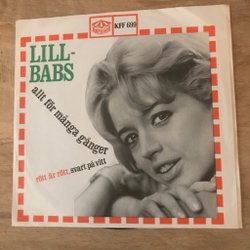 KFF 699
LILL-
BABS
allt för många gånger
rött är rött, svart på vitt